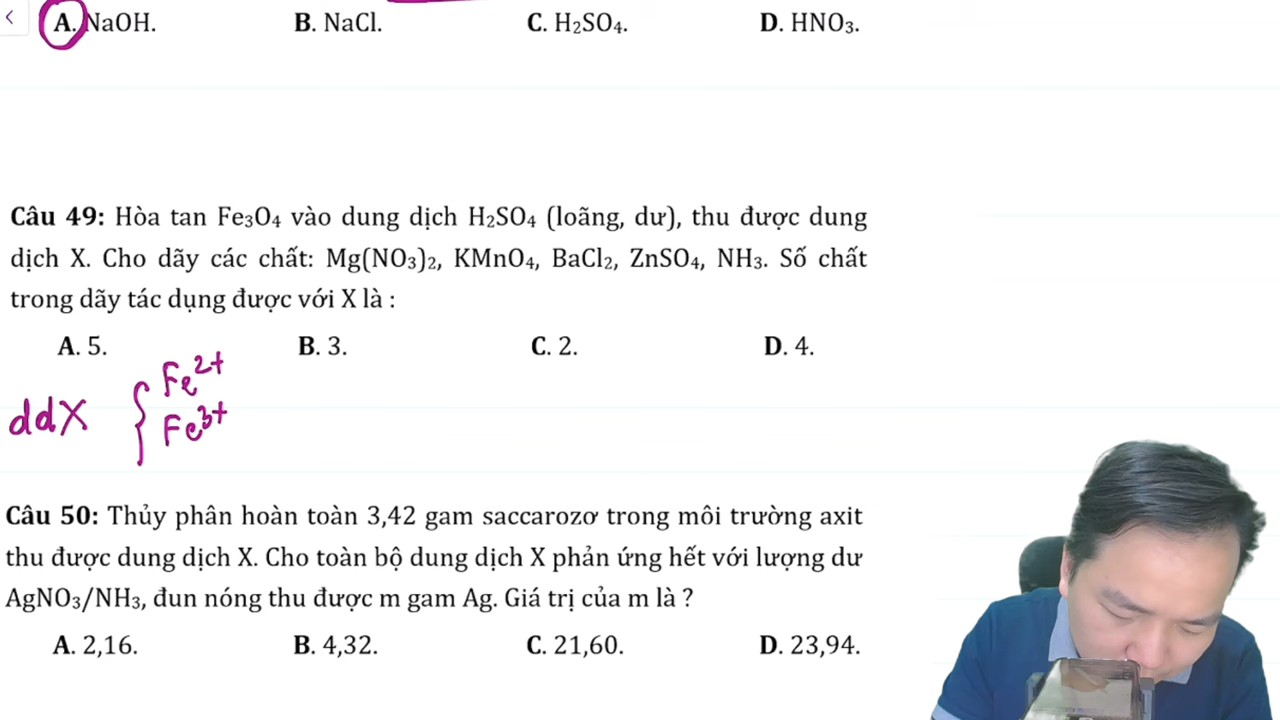 A. NaOH. B. NaCl. C. H₂SO₄. D. HNO₃.
Câu 49: Hòa tan Fe₃O₄ vào dung dịch H₂SO₄ (loãng, dư), thu được dung
dịch X. Cho dãy các chất: Mg(NO₃)₂, KMnO₄, BaCl₂, ZnSO₄, NH₃. Số chất
trong dãy tác dụng được với X là :
A. 5. B. 3. C. 2. D. 4.
ddX { Fe²⁺
Fe³⁺
Câu 50: Thủy phân hoàn toàn 3,42 gam saccarozơ trong môi trường axit
thu được dung dịch X. Cho toàn bộ dung dịch X phản ứng hết với lượng dư
AgNO₃/NH₃, đun nóng thu được m gam Ag. Giá trị của m là ?
A. 2,16. B. 4,32. C. 21,60. D. 23,94.